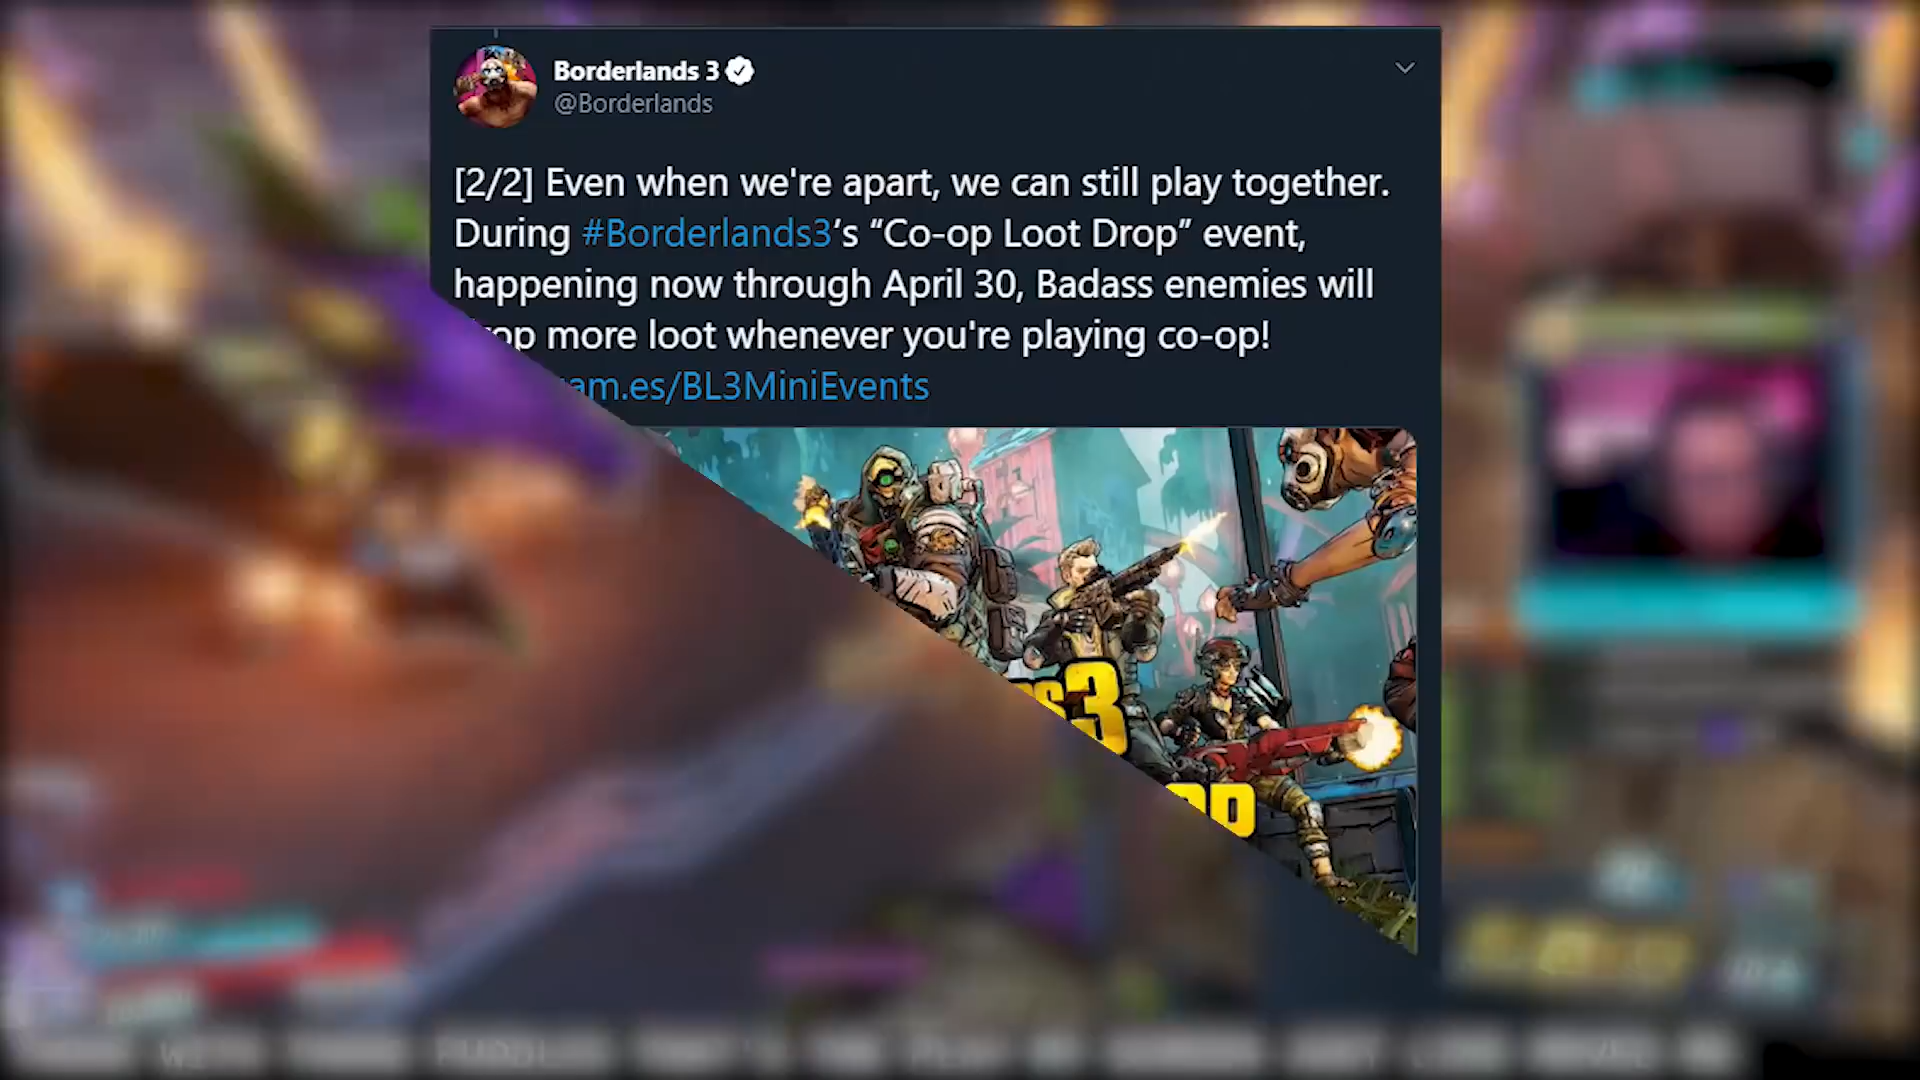 Borderlands 3
@Borderlands
[2/2] Even when we're apart, we can still play together.
During #Borderlands3’s “Co-op Loot Drop” event,
happening now through April 30, Badass enemies will
op more loot whenever you're playing co-op!
am.es/BL3MiniEvents
S3
OP